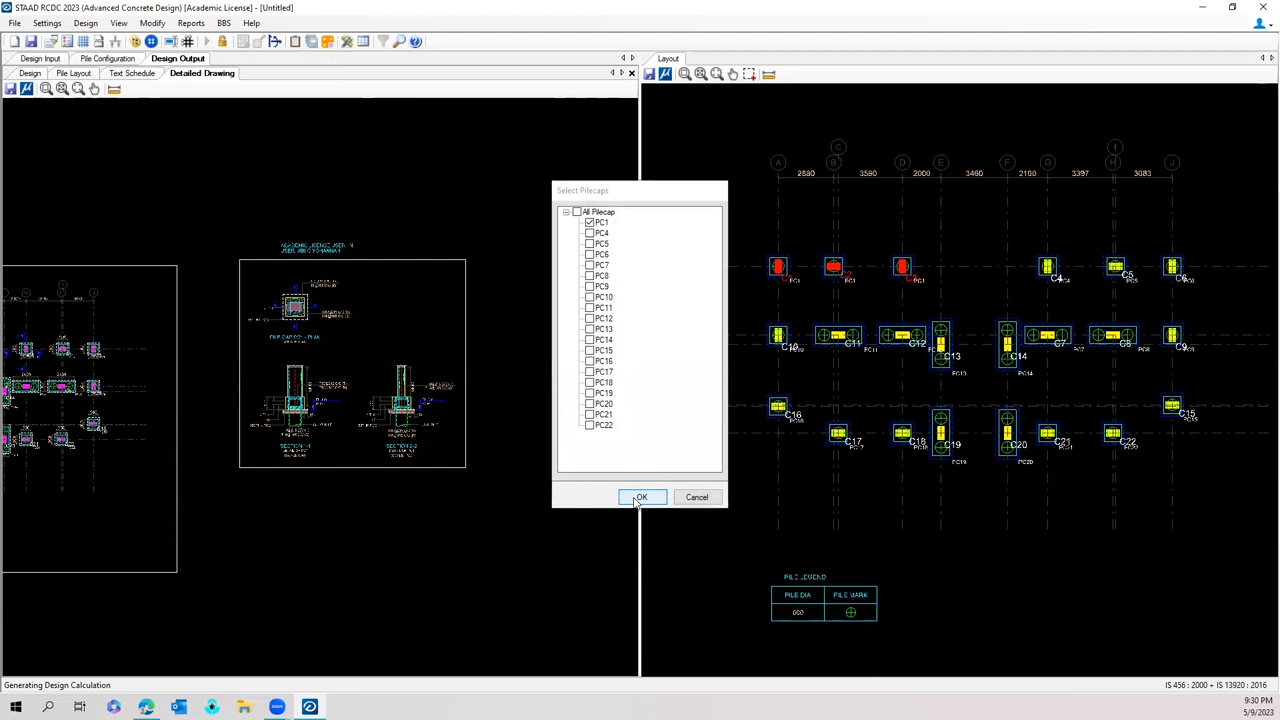 STAAD RCDC 2023 (Advanced Concrete Design) [Academic License] - [Untitled]
File Settings Design View Modify Reports BBS Help
Design Input Pile Configuration Design Output
Design Pile Layout Text Schedule Detailed Drawing
Layout
Select Pilecaps
All Pilecap
PC1
PC4
PC5
PC6
PC7
PC8
PC9
PC10
PC11
PC12
PC13
PC14
PC15
PC16
PC17
PC18
PC19
PC20
PC21
PC22
OK Cancel
A B C D E F G H I J
2880 3590 2000 3460 2100 3397 3083
C4 C5 C6
C10 C11 C12 C13 C14 C7 C8 C9
C16 C15
C17 C18 C19 C20 C21 C22
PILE LEGEND
PILE DIA PILE MARK
600
Generating Design Calculation
IS 456 : 2000 + IS 13920 : 2016
9:30 PM
5/9/2023